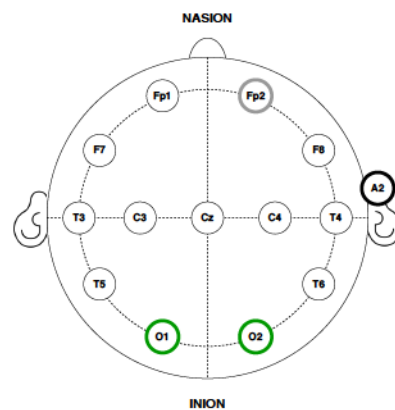 NASION
Fp1 Fp2
F7 F8
A2
T3 C3 Cz C4 T4
T5 T6
O1 O2
INION